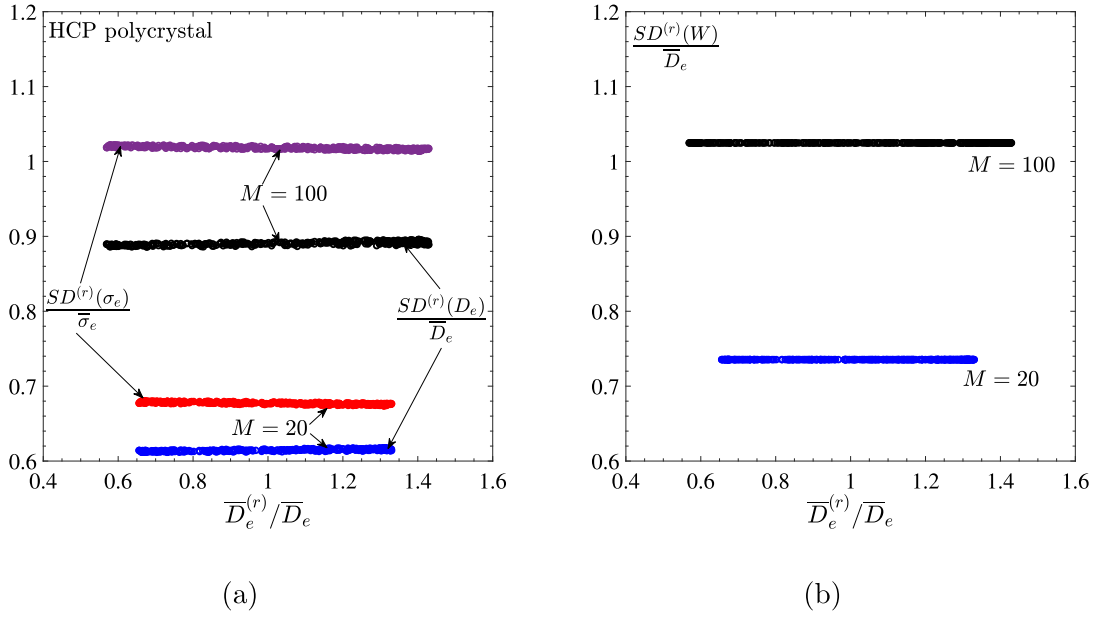 HCP polycrystal
1.2
1.1
1
0.9
0.8
0.7
0.6
0.4 0.6 0.8 1 1.2 1.4 1.6
M = 100
SD^{(r)}(σ_e)
σ̅_e
SD^{(r)}(D_e)
D̅_e
M = 20
D̅_e^{(r)}/D̅_e
(a)
1.2
1.1
1
0.9
0.8
0.7
0.6
0.4 0.6 0.8 1 1.2 1.4 1.6
SD^{(r)}(W)
D̅_e
M = 100
M = 20
D̅_e^{(r)}/D̅_e
(b)